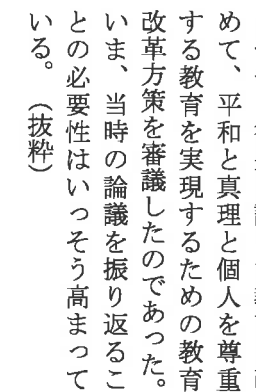 めて、平和と真理と個人を尊重
する教育を実現するための教育
改革方策を審議したのであった。
いま、当時の論議を振り返るこ
との必要性はいっそう高まって
いる。（抜粋）